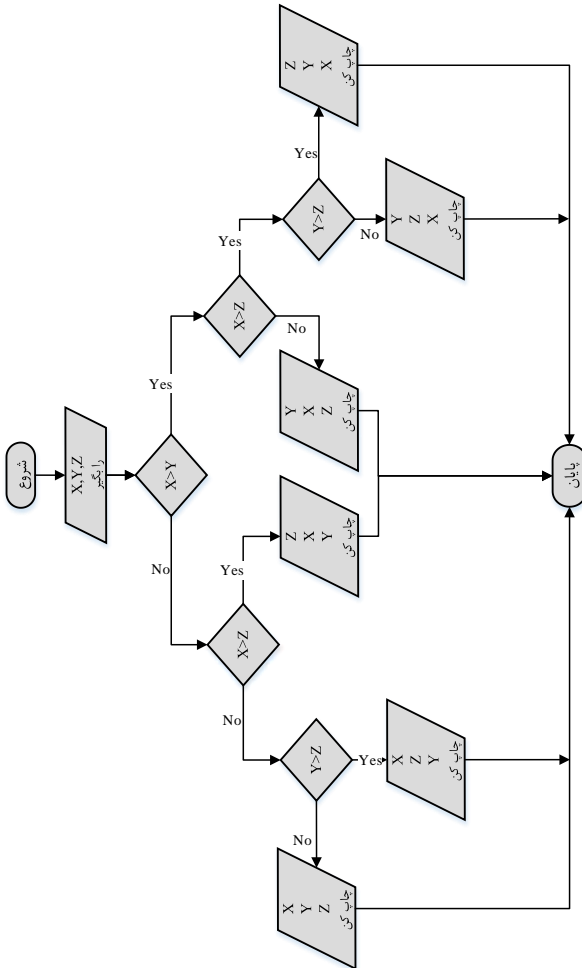 شروع
X,Y,Z
را بگیر
X>Y
Yes
No
X>Z
Yes
No
Y>Z
Yes
No
Z
Y
X
چاپ کن
Y
Z
X
چاپ کن
Y
X
Z
چاپ کن
X>Z
Yes
No
Z
X
Y
چاپ کن
Y>Z
Yes
No
X
Z
Y
چاپ کن
X
Y
Z
چاپ کن
پایان